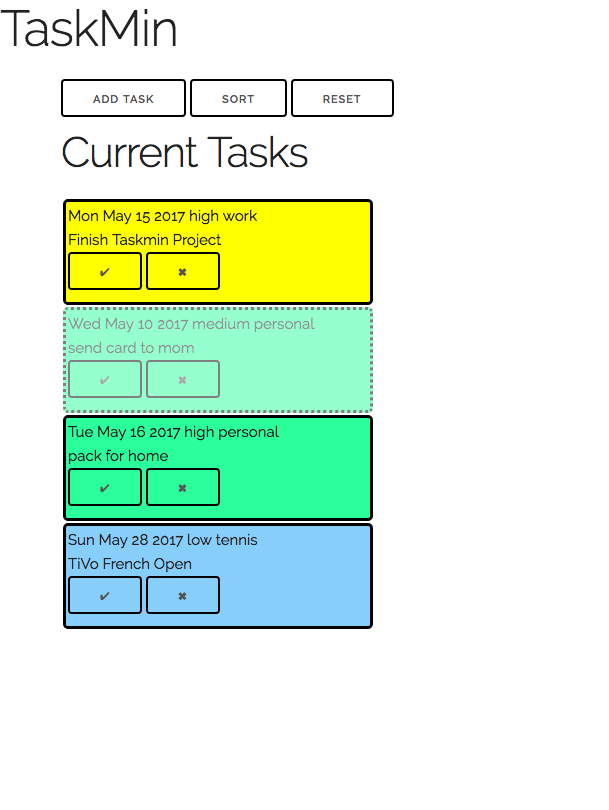 TaskMin
ADD TASK SORT RESET
Current Tasks
Mon May 15 2017 high work
Finish Taskmin Project
✔ ✖
Wed May 10 2017 medium personal
send card to mom
✔ ✖
Tue May 16 2017 high personal
pack for home
✔ ✖
Sun May 28 2017 low tennis
TiVo French Open
✔ ✖